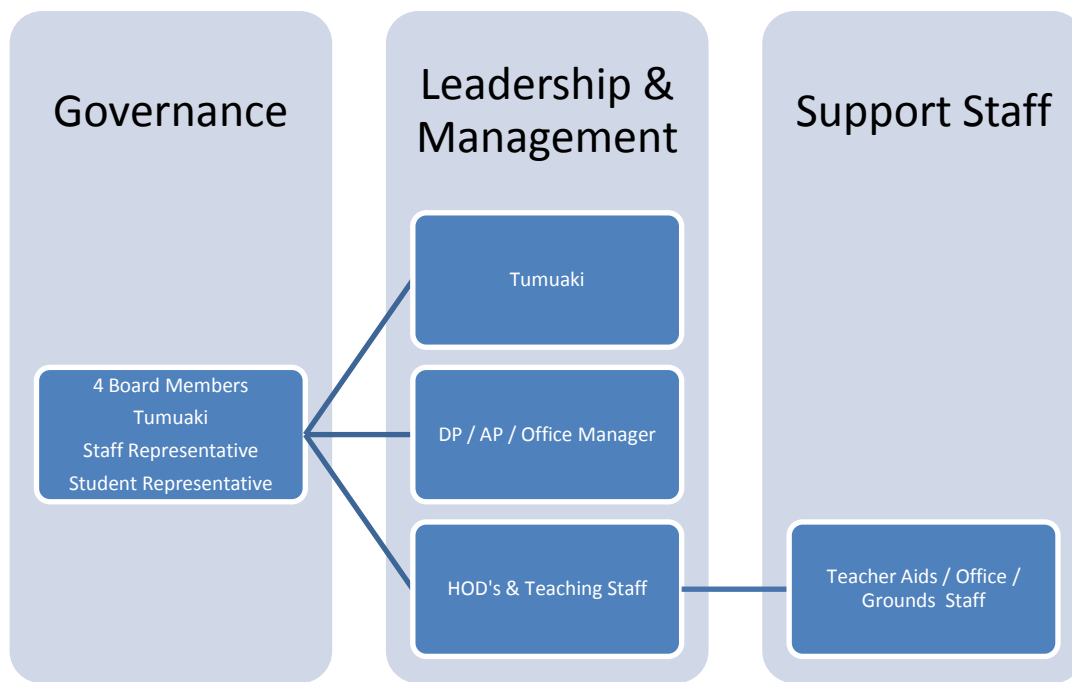 Governance
4 Board Members
Tumuaki
Staff Representative
Student Representative
Leadership &
Management
Tumuaki
DP / AP / Office Manager
HOD's & Teaching Staff
Support Staff
Teacher Aids / Office /
Grounds  Staff